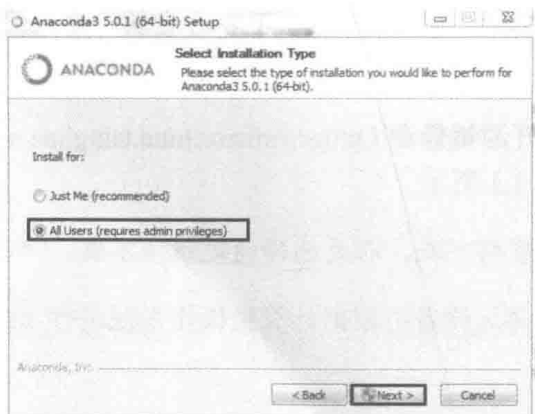 Anaconda3 5.0.1 (64-bit) Setup
ANACONDA
Select Installation Type
Please select the type of installation you would like to perform for
Anaconda3 5.0.1 (64-bit).
Install for:
Just Me (recommended)
All Users (requires admin privileges)
Anaconda, Inc.
< Back
Next >
Cancel